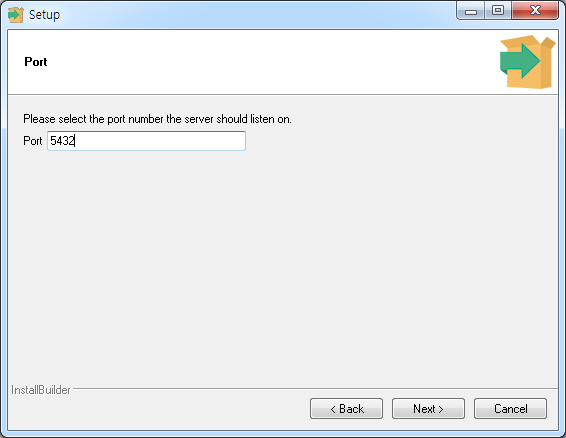 Setup
Port
Please select the port number the server should listen on.
Port 5432
InstallBuilder
< Back Next > Cancel